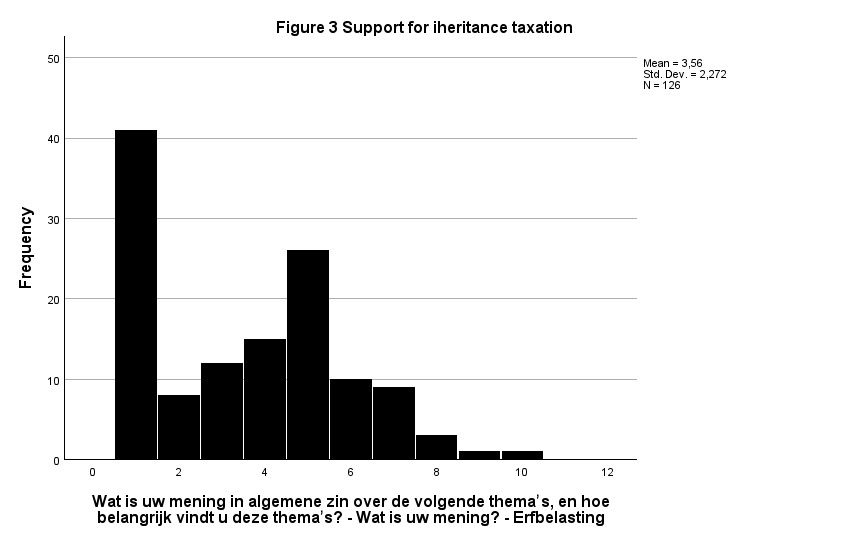 Figure 3 Support for iheritance taxation
Mean = 3,56
Std. Dev. = 2,272
N = 126
50
40
30
20
10
0
Frequency
0 2 4 6 8 10 12
Wat is uw mening in algemene zin over de volgende thema's, en hoe
belangrijk vindt u deze thema's? - Wat is uw mening? - Erfbelasting